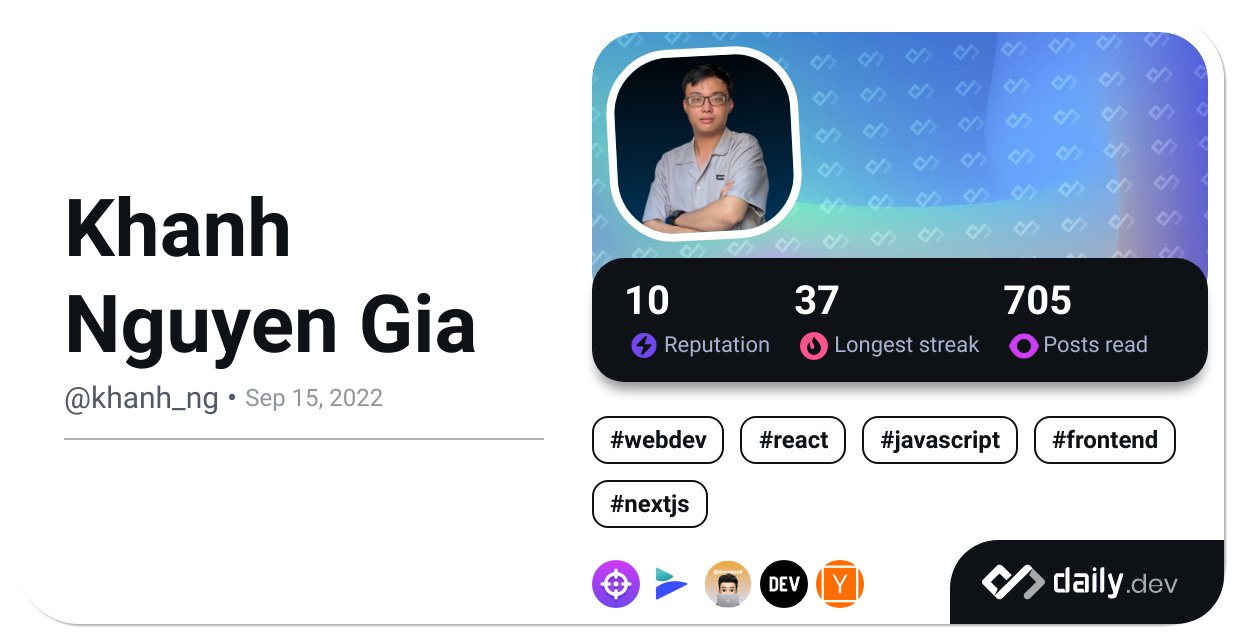 Khanh
Nguyen Gia
@khanh_ng • Sep 15, 2022
10 37 705
Reputation Longest streak Posts read
#webdev #react #javascript #frontend
#nextjs
DEV Y
daily.dev